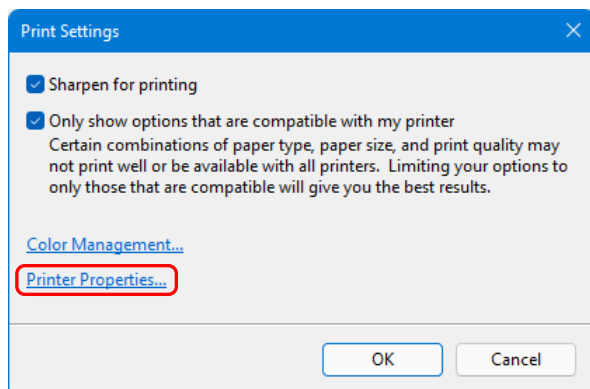 Print Settings
Sharpen for printing
Only show options that are compatible with my printer
Certain combinations of paper type, paper size, and print quality may
not print well or be available with all printers.  Limiting your options to
only those that are compatible will give you the best results.
Color Management...
Printer Properties...
OK
Cancel